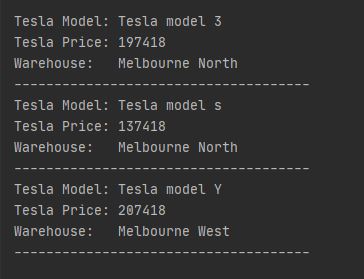 Tesla Model: Tesla model 3
Tesla Price: 197418
Warehouse:   Melbourne North
-------------------------------------
Tesla Model: Tesla model s
Tesla Price: 137418
Warehouse:   Melbourne North
-------------------------------------
Tesla Model: Tesla model Y
Tesla Price: 207418
Warehouse:   Melbourne West
-------------------------------------